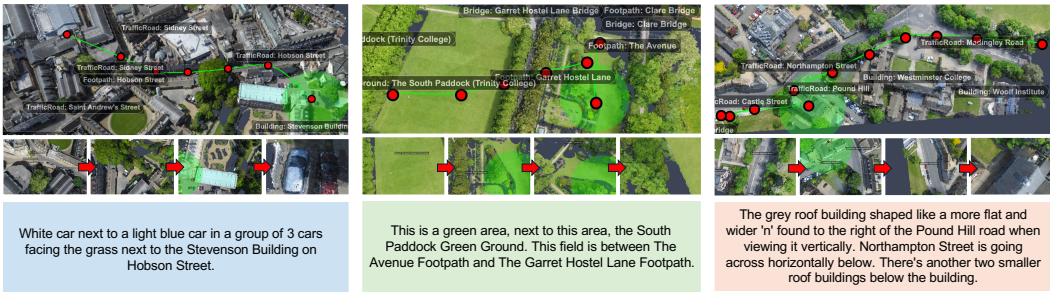 TrafficRoad: Sidney Street
TrafficRoad: Hobson Street
TrafficRoad: Sidney Street
Footpath: Hobson Street
TrafficRoad: Saint Andrew's Street
Building: Stevenson Buildin
Bridge: Garret Hostel Lane Bridge
Footpath: Clare Bridge
Bridge: Clare Bridge
ddock (Trinity College)
Footpath: The Avenue
Footpath: Garret Hostel Lane
Ground: The South Paddock (Trinity College)
TrafficRoad: Madingley Road
TrafficRoad: Northampton Street
Building: Westminster College
TrafficRoad: Pound Hill
Building: Woolf Institute
cRoad: Castle Street
Bridge
White car next to a light blue car in a group of 3 cars
facing the grass next to the Stevenson Building on
Hobson Street.
This is a green area, next to this area, the South
Paddock Green Ground. This field is between The
Avenue Footpath and The Garret Hostel Lane Footpath.
The grey roof building shaped like a more flat and
wider 'n' found to the right of the Pound Hill road when
viewing it vertically. Northampton Street is going
across horizontally below. There's another two smaller
roof buildings below the building.